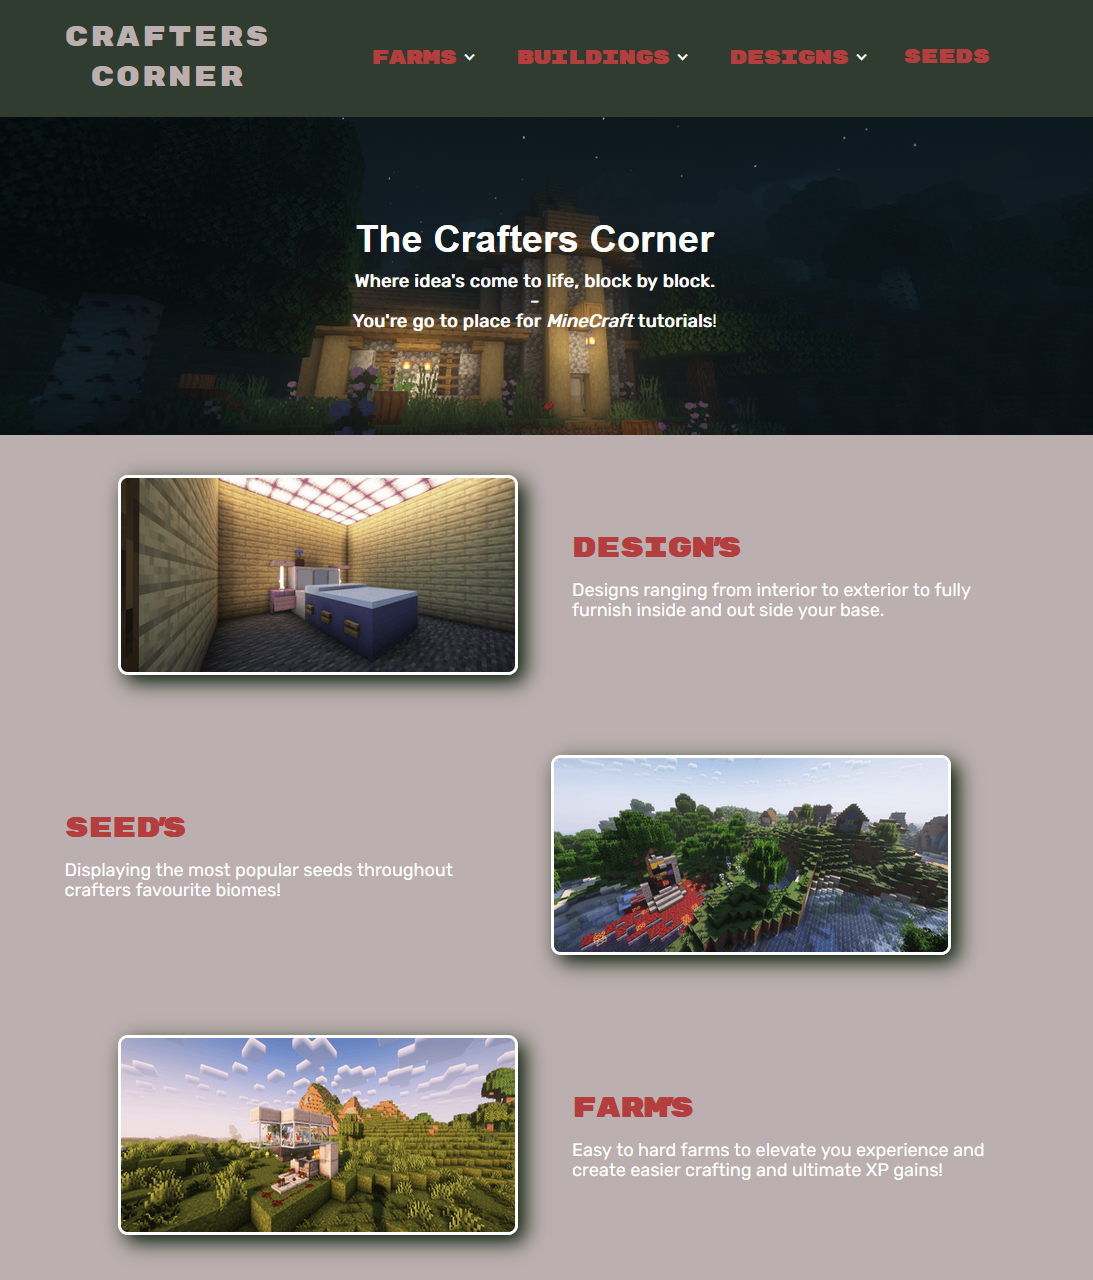 CRAFTERS
CORNER
FARMS
BUILDINGS
DESIGNS
SEEDS
The Crafters Corner
Where idea's come to life, block by block.
-
You're go to place for MineCraft tutorials!
DESIGN'S
Designs ranging from interior to exterior to fully
furnish inside and out side your base.
SEED'S
Displaying the most popular seeds throughout
crafters favourite biomes!
FARM'S
Easy to hard farms to elevate you experience and
create easier crafting and ultimate XP gains!